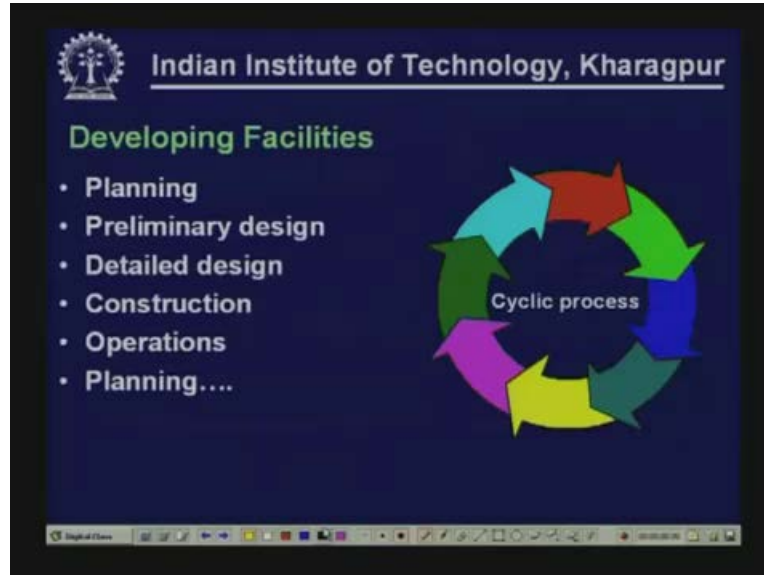 Indian Institute of Technology, Kharagpur
Developing Facilities
• Planning
• Preliminary design
• Detailed design
• Construction
• Operations
• Planning....
Cyclic process